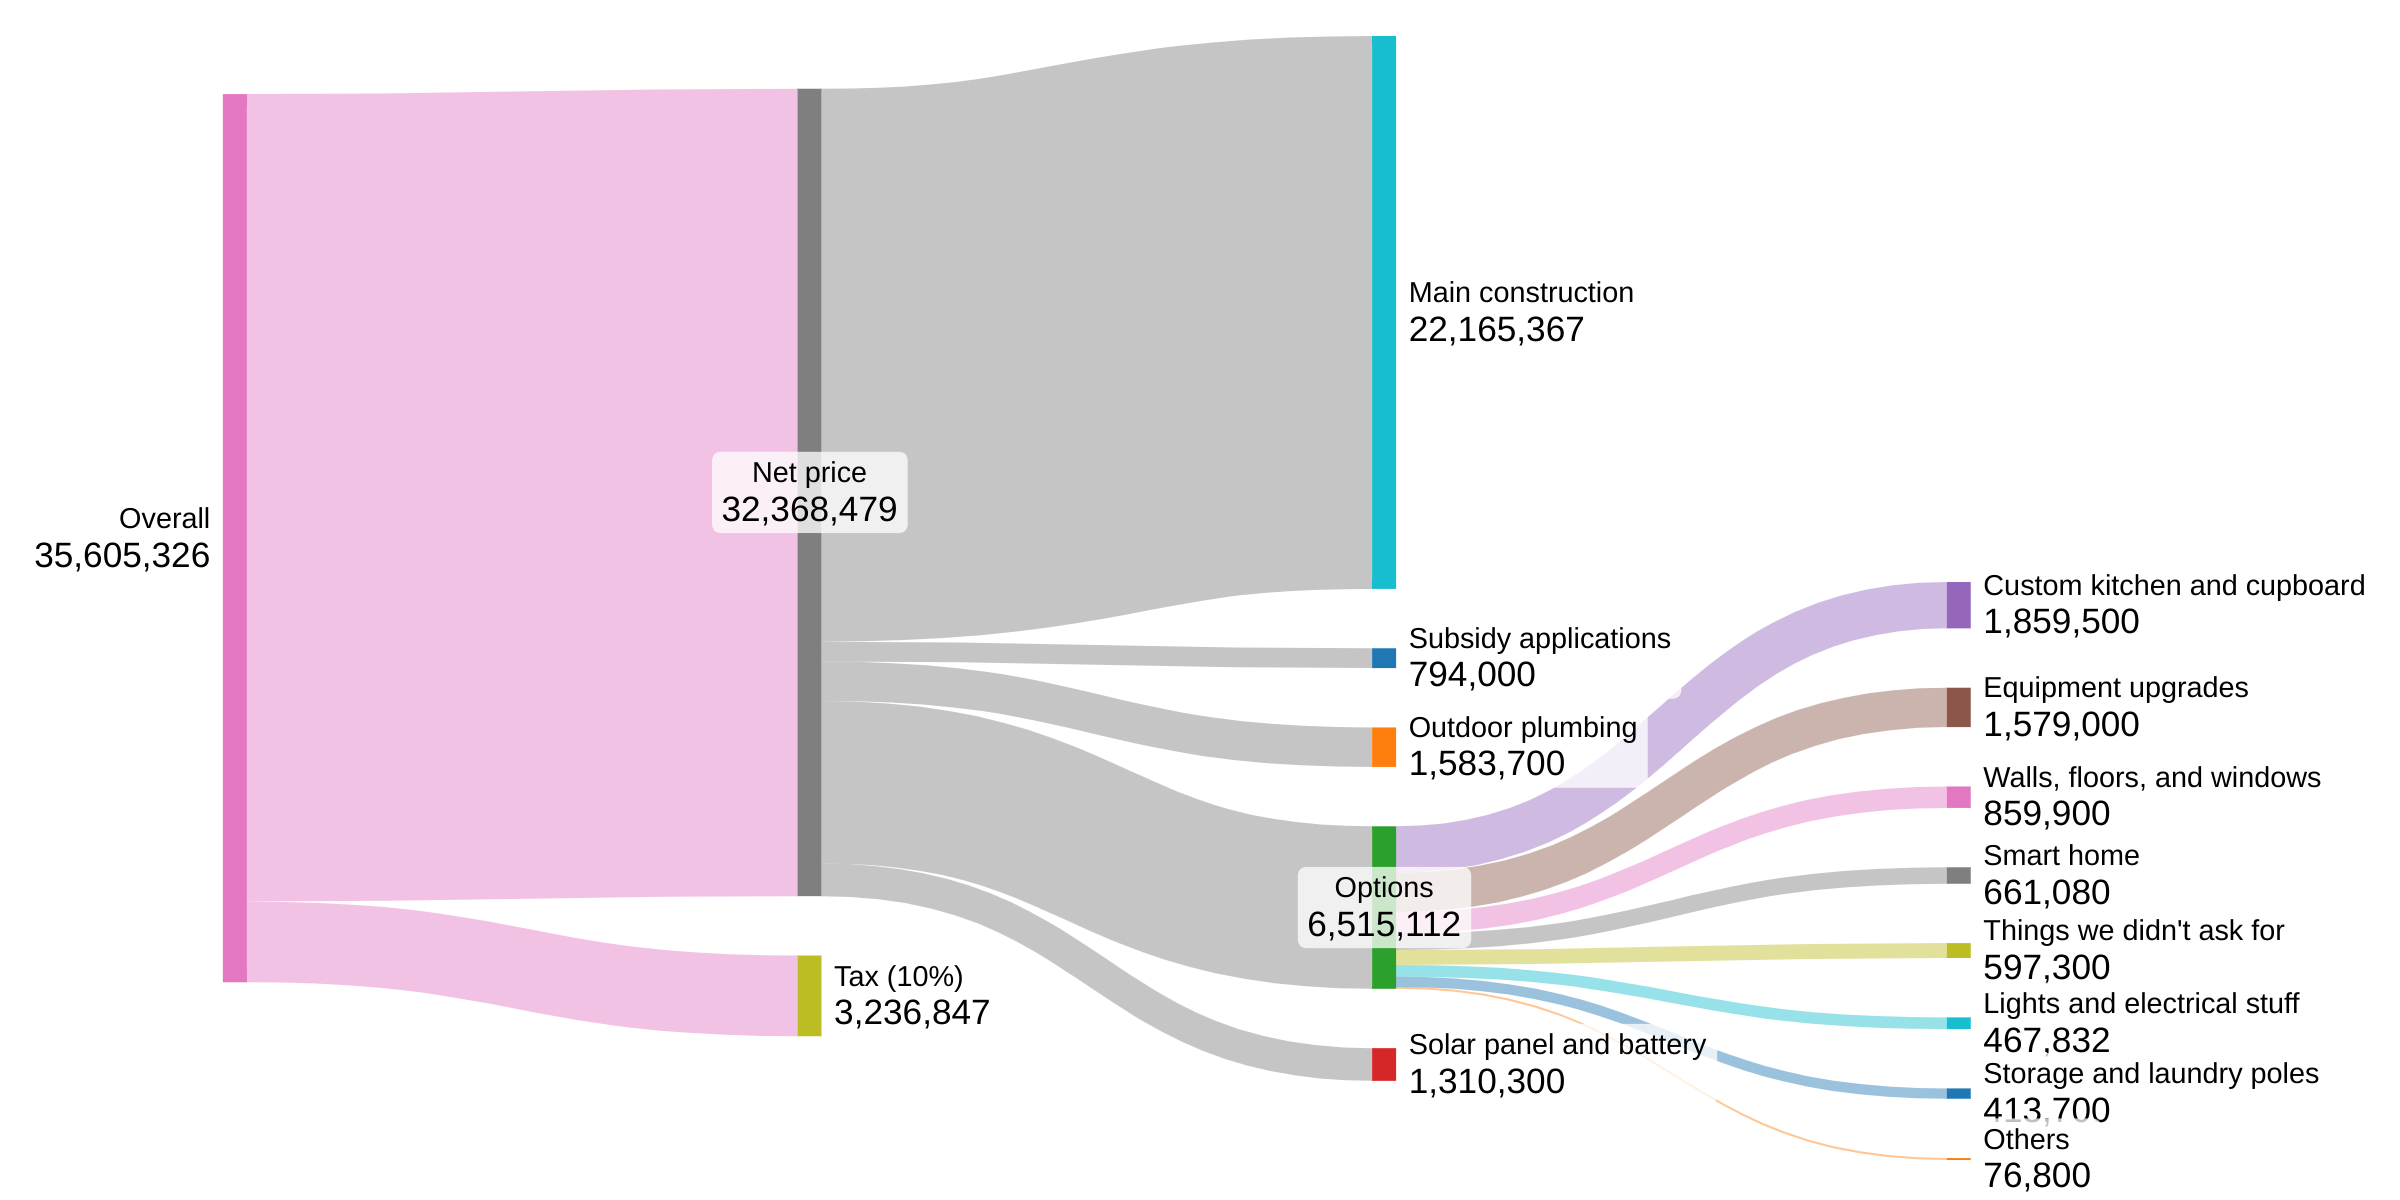 Overall
35,605,326
Net price
32,368,479
Tax (10%)
3,236,847
Main construction
22,165,367
Subsidy applications
794,000
Outdoor plumbing
1,583,700
Options
6,515,112
Solar panel and battery
1,310,300
Custom kitchen and cupboard
1,859,500
Equipment upgrades
1,579,000
Walls, floors, and windows
859,900
Smart home
661,080
Things we didn't ask for
597,300
Lights and electrical stuff
467,832
Storage and laundry poles
413,700
Others
76,800